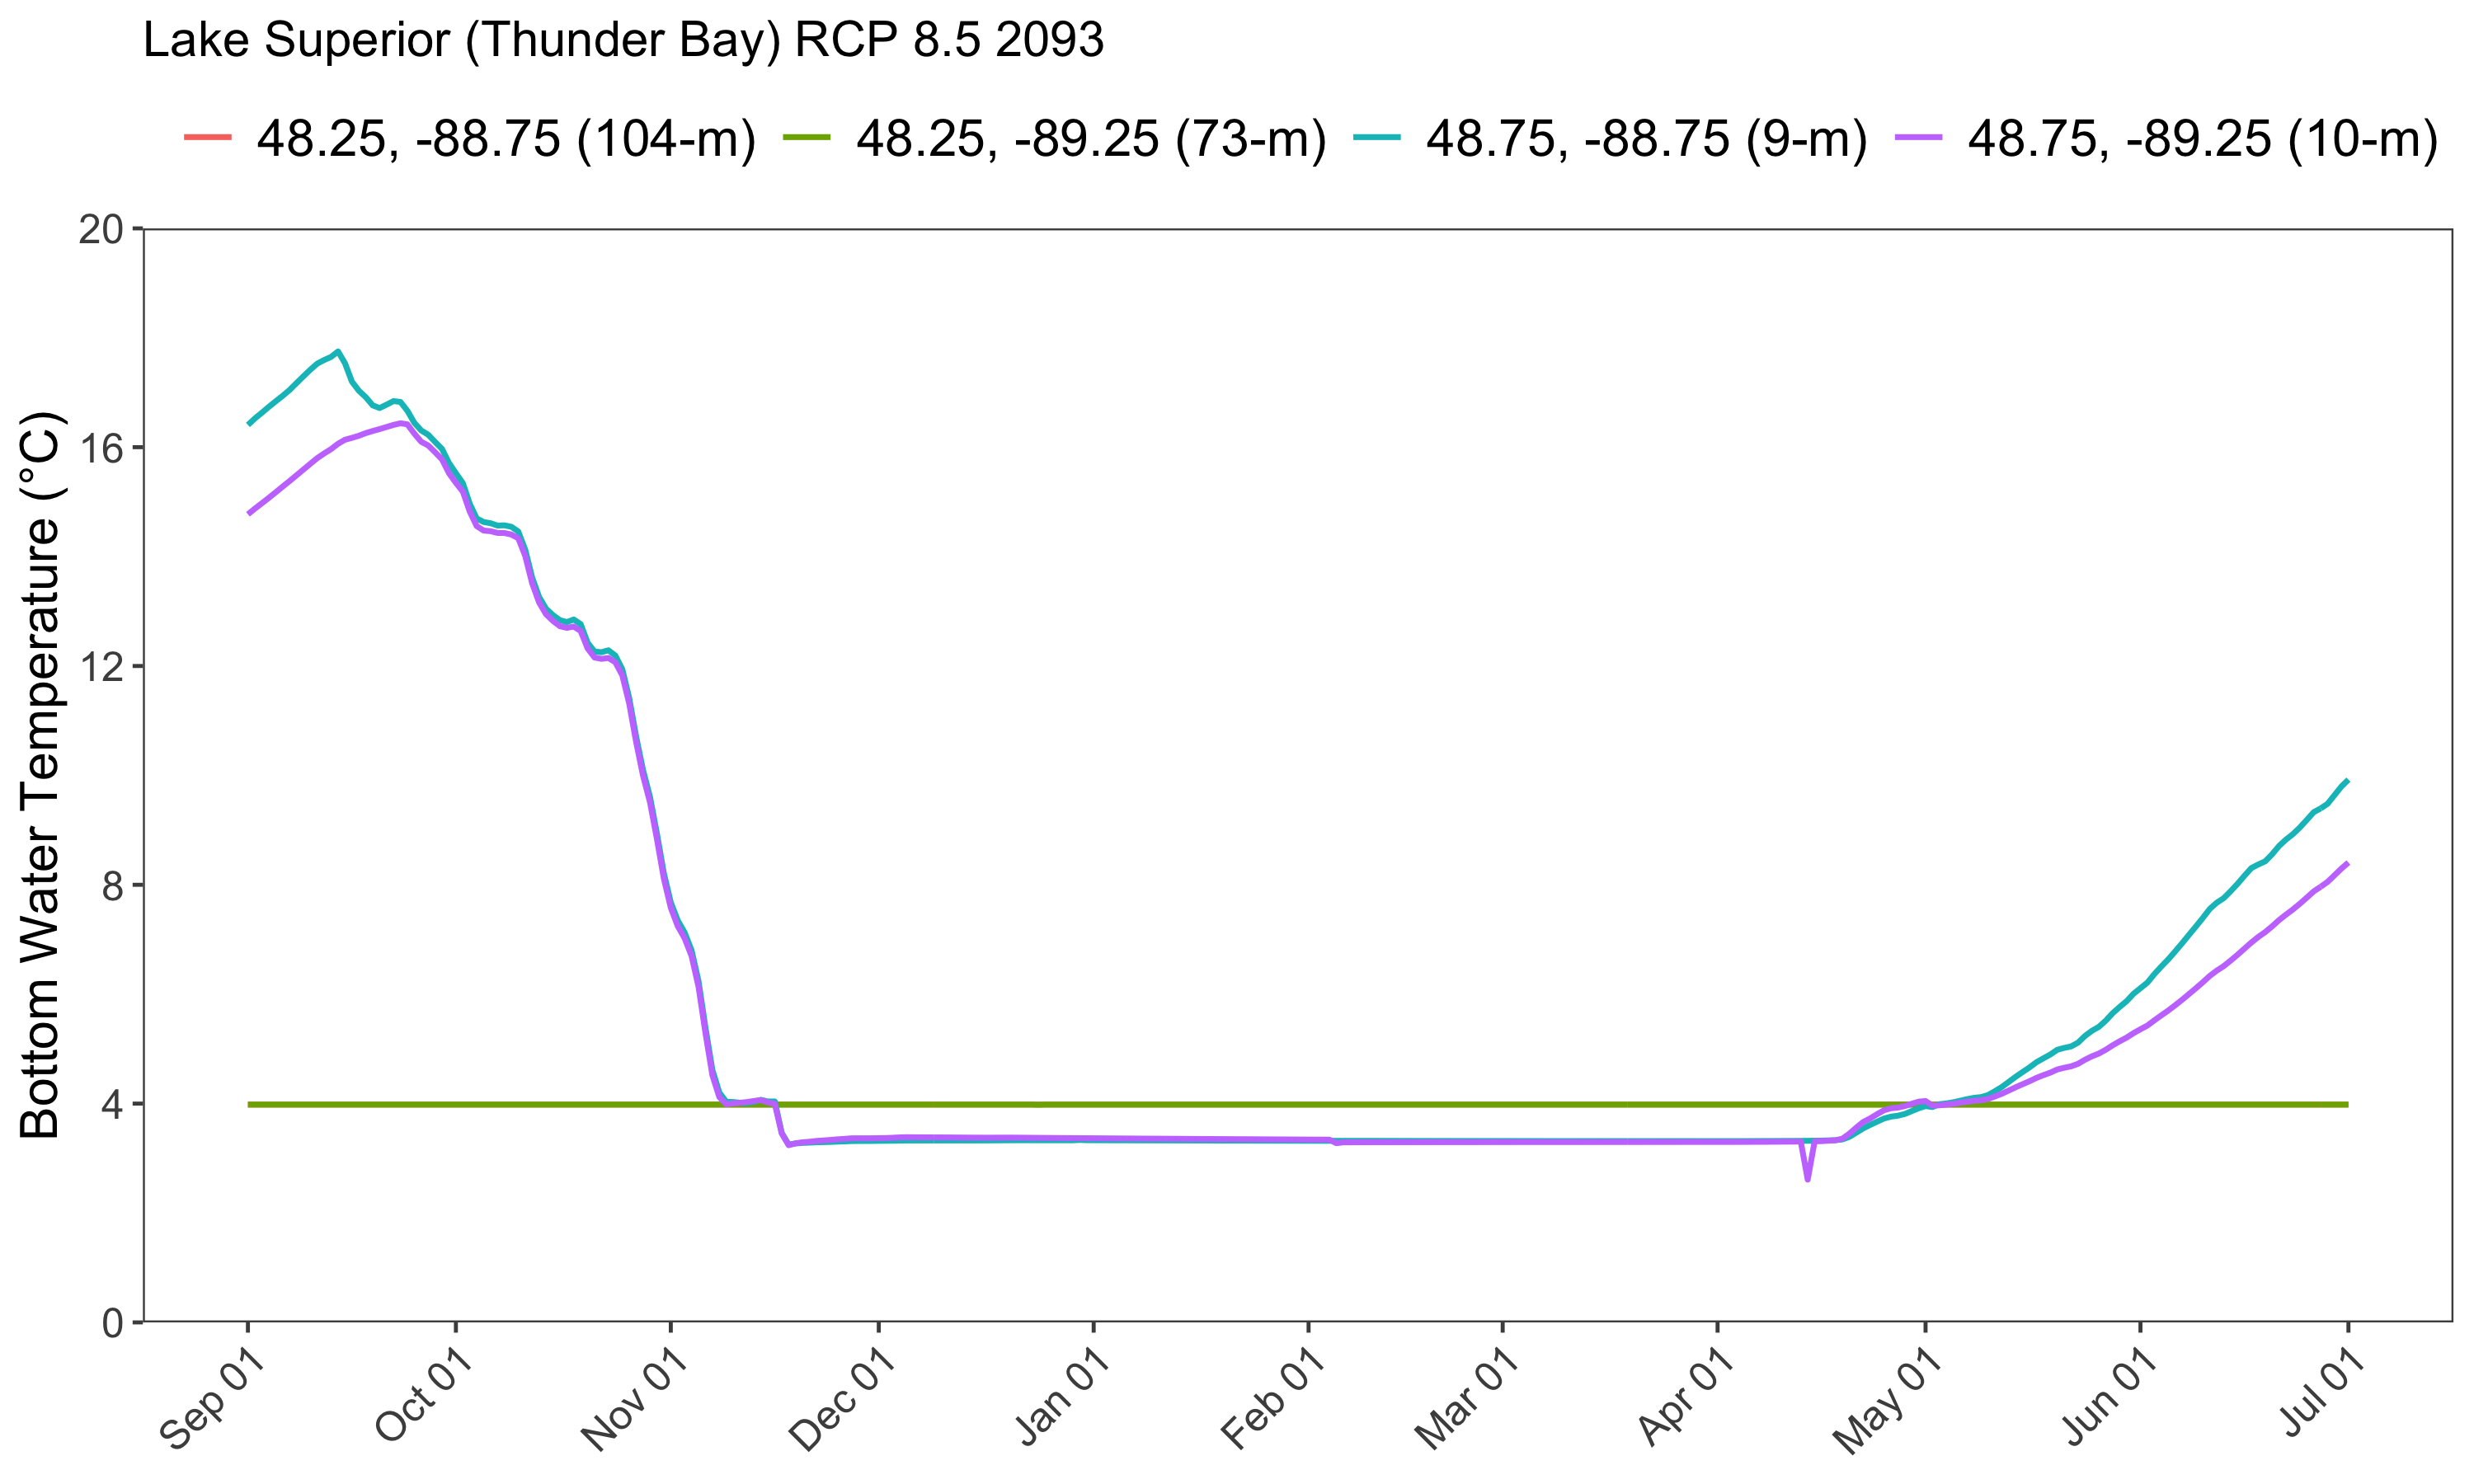 Lake Superior (Thunder Bay) RCP 8.5 2093
48.25, -88.75 (104-m) 48.25, -89.25 (73-m) 48.75, -88.75 (9-m) 48.75, -89.25 (10-m)
Bottom Water Temperature (°C)
20
16
12
8
4
0
Sep 01 Oct 01 Nov 01 Dec 01 Jan 01 Feb 01 Mar 01 Apr 01 May 01 Jun 01 Jul 01